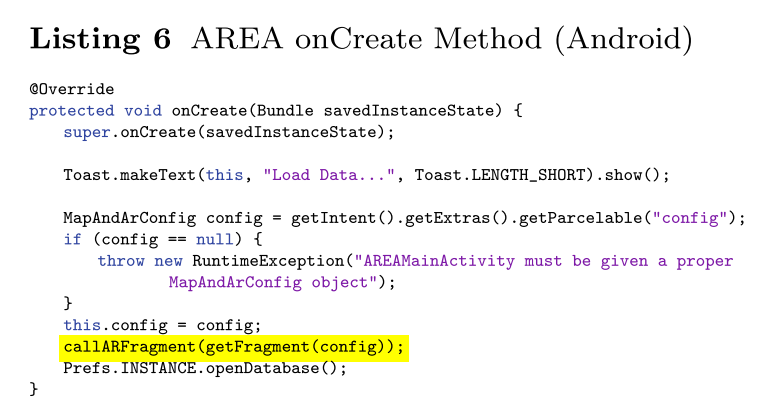 Listing 6 AREA onCreate Method (Android)
@Override
protected void onCreate(Bundle savedInstanceState) {
super.onCreate(savedInstanceState);
Toast.makeText(this, "Load Data...", Toast.LENGTH_SHORT).show();
MapAndArConfig config = getIntent().getExtras().getParcelable("config");
if (config == null) {
throw new RuntimeException("AREAMainActivity must be given a proper
MapAndArConfig object");
}
this.config = config;
callARFragment(getFragment(config));
Prefs.INSTANCE.openDatabase();
}